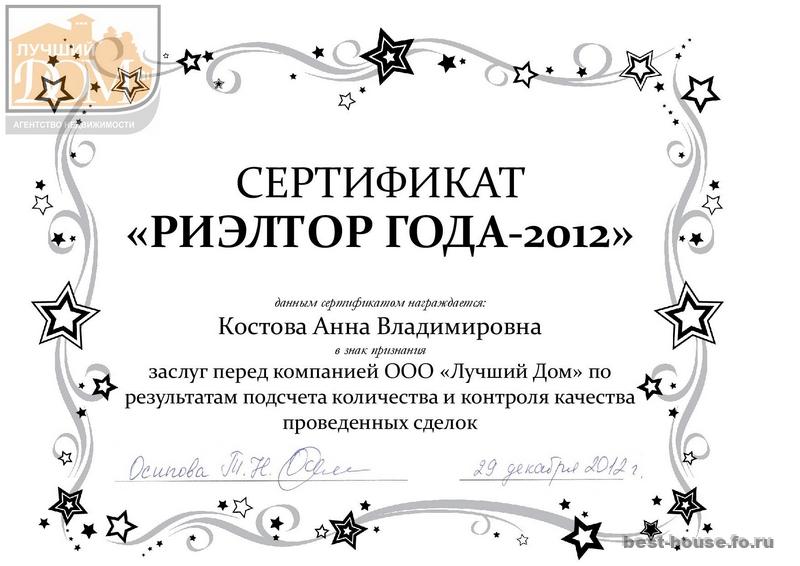 ЛУЧШИЙ
ДОМ
АГЕНТСТВО НЕДВИЖИМОСТИ
СЕРТИФИКАТ
«РИЭЛТОР ГОДА-2012»
данным сертификатом награждается:
Костова Анна Владимировна
в знак признания
заслуг перед компанией ООО «Лучший Дом» по
результатам подсчета количества и контроля качества
проведенных сделок
Осипова Т.Н. 29 декабря 2012 г.
best-house.fo.ru